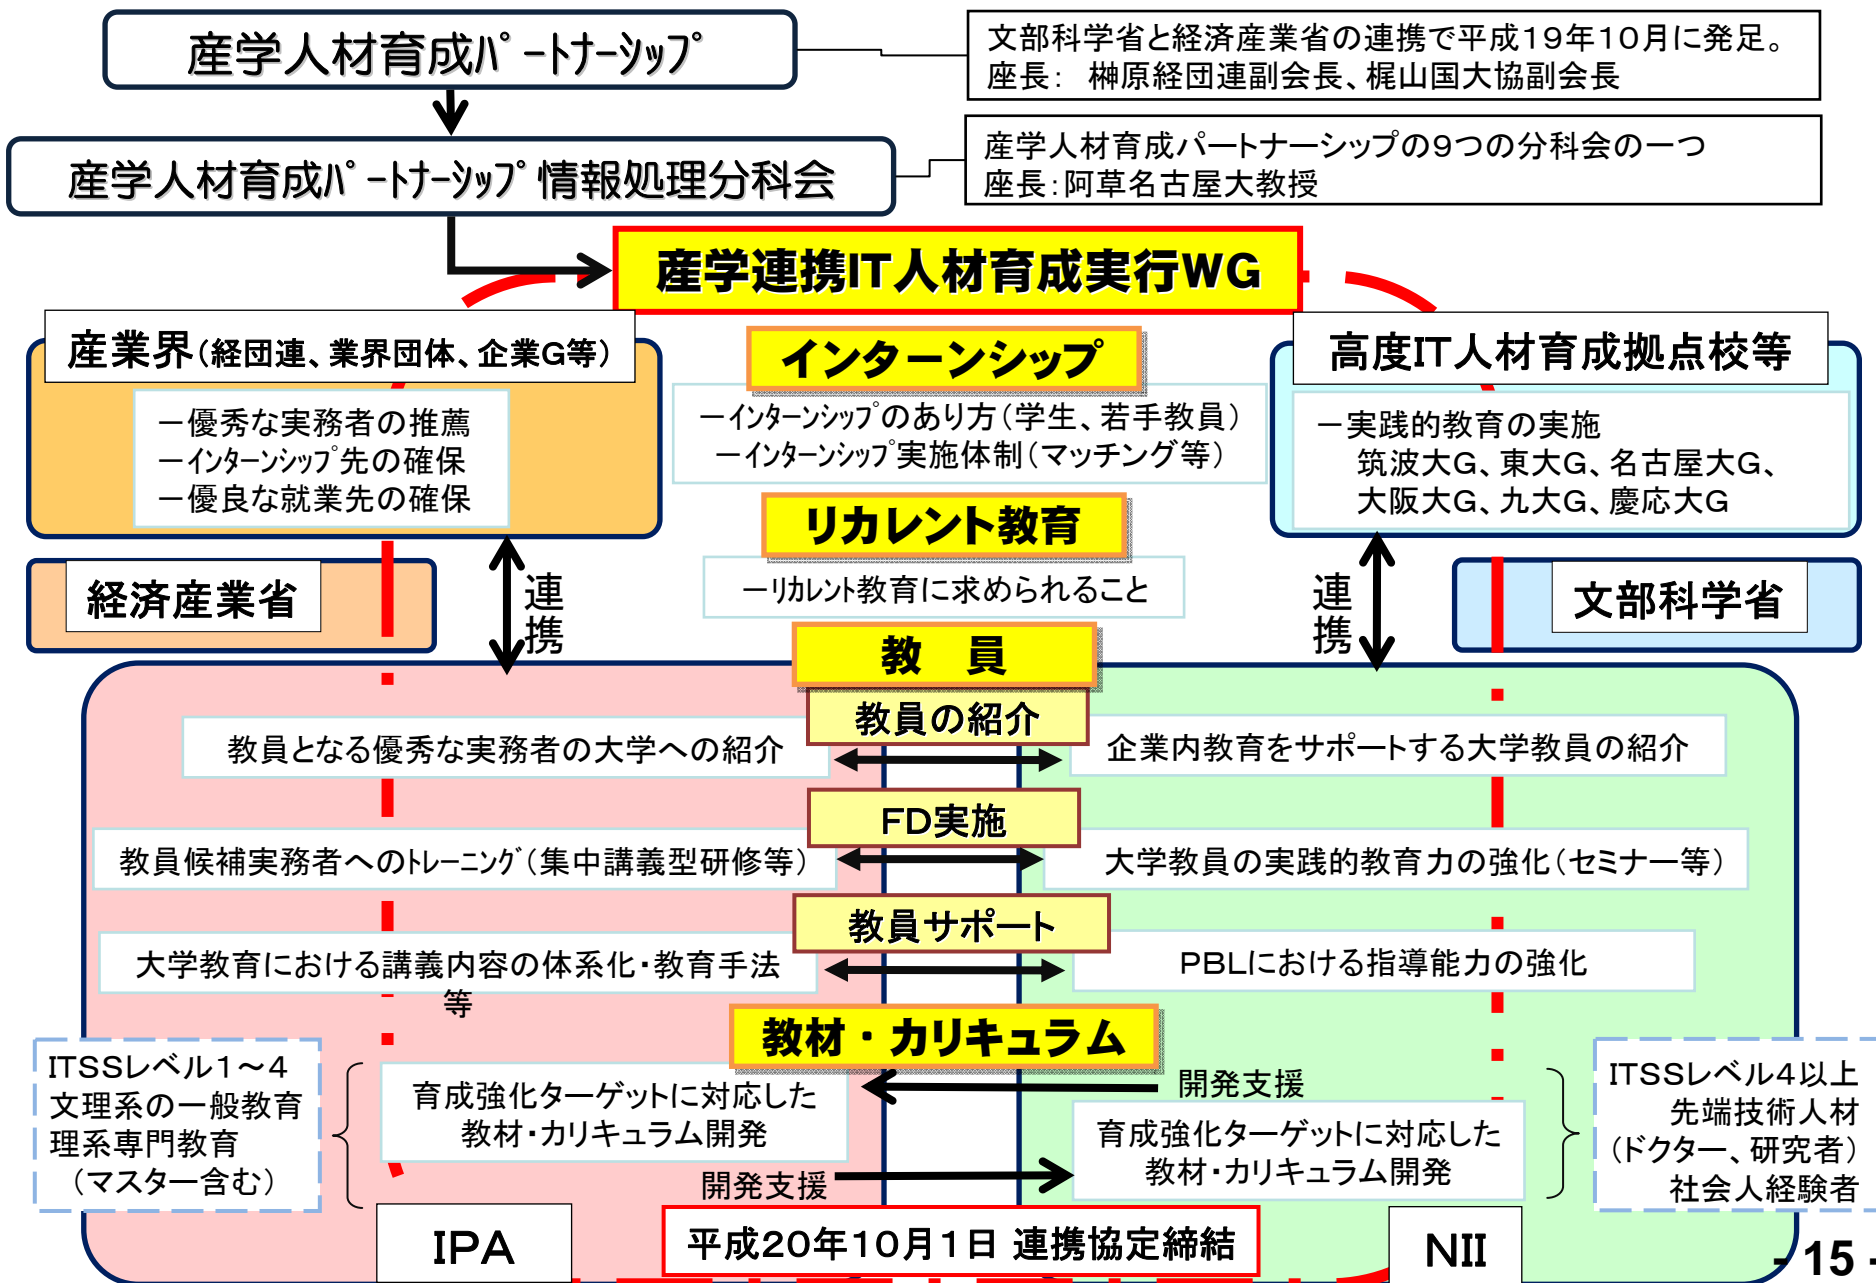 産学人材育成ﾊﾟｰﾄﾅｰｼｯﾌﾟ
文部科学省と経済産業省の連携で平成19年10月に発足。
座長： 榊原経団連副会長、梶山国大協副会長
産学人材育成ﾊﾟｰﾄﾅｰｼｯﾌﾟ情報処理分科会
産学人材育成パートナーシップの9つの分科会の一つ
座長：阿草名古屋大教授
産学連携IT人材育成実行WG
産業界（経団連、業界団体、企業G等）
－優秀な実務者の推薦
－ｲﾝﾀｰﾝｼｯﾌﾟ先の確保
－優良な就業先の確保
インターンシップ
－ｲﾝﾀｰﾝｼｯﾌﾟのあり方（学生、若手教員）
－ｲﾝﾀｰﾝｼｯﾌﾟ実施体制（マッチング等）
高度IT人材育成拠点校等
－実践的教育の実施
筑波大G、東大G、名古屋大G、
大阪大G、九大G、慶応大G
リカレント教育
－ﾘｶﾚﾝﾄ教育に求められること
経済産業省
連携
連携
文部科学省
教 員
教員の紹介
教員となる優秀な実務者の大学への紹介
企業内教育をサポートする大学教員の紹介
FD実施
教員候補実務者へのﾄﾚｰﾆﾝｸﾞ（集中講義型研修等）
大学教員の実践的教育力の強化（セミナー等）
教員サポート
大学教育における講義内容の体系化・教育手法
等
PBLにおける指導能力の強化
教材・カリキュラム
ITSSレベル1～4
文理系の一般教育
理系専門教育
（マスター含む）
育成強化ターゲットに対応した
教材・カリキュラム開発
開発支援
開発支援
育成強化ターゲットに対応した
教材・カリキュラム開発
ITSSレベル4以上
先端技術人材
（ドクター、研究者）
社会人経験者
IPA
平成20年10月1日 連携協定締結
NII
- 15 -